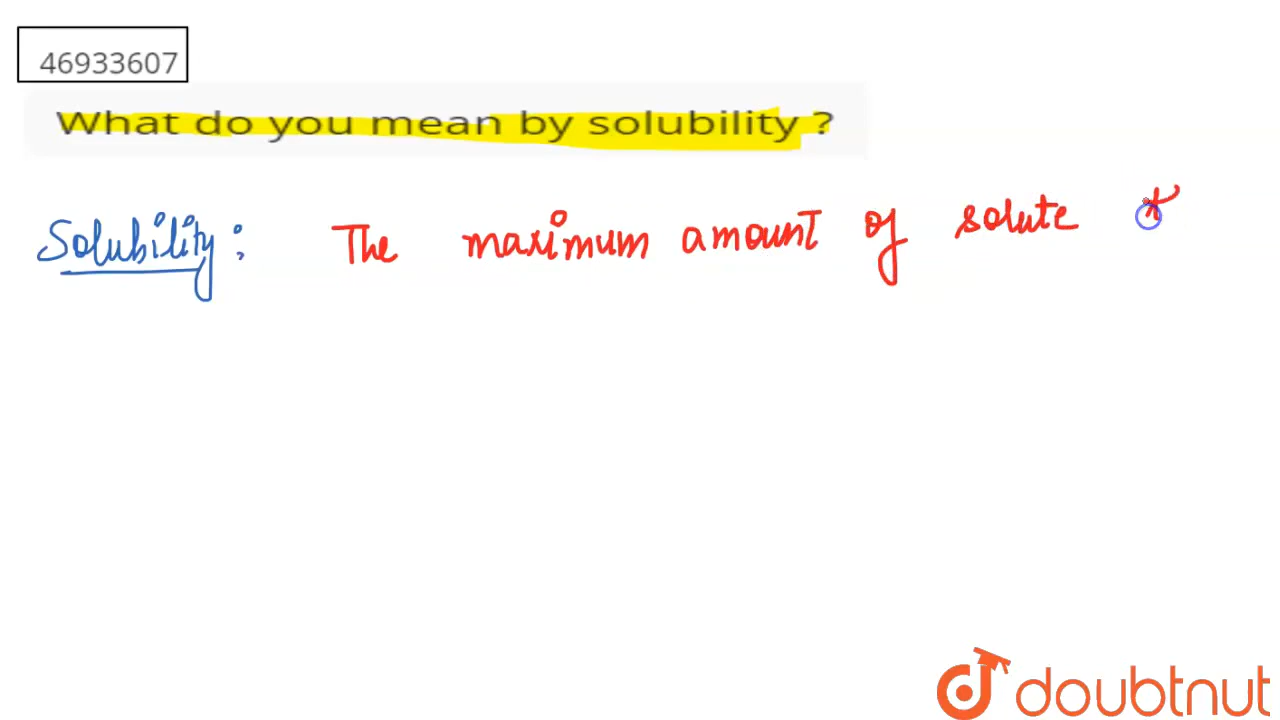 46933607
What do you mean by solubility ?
Solubility: The maximum amount of solute
doubtnut